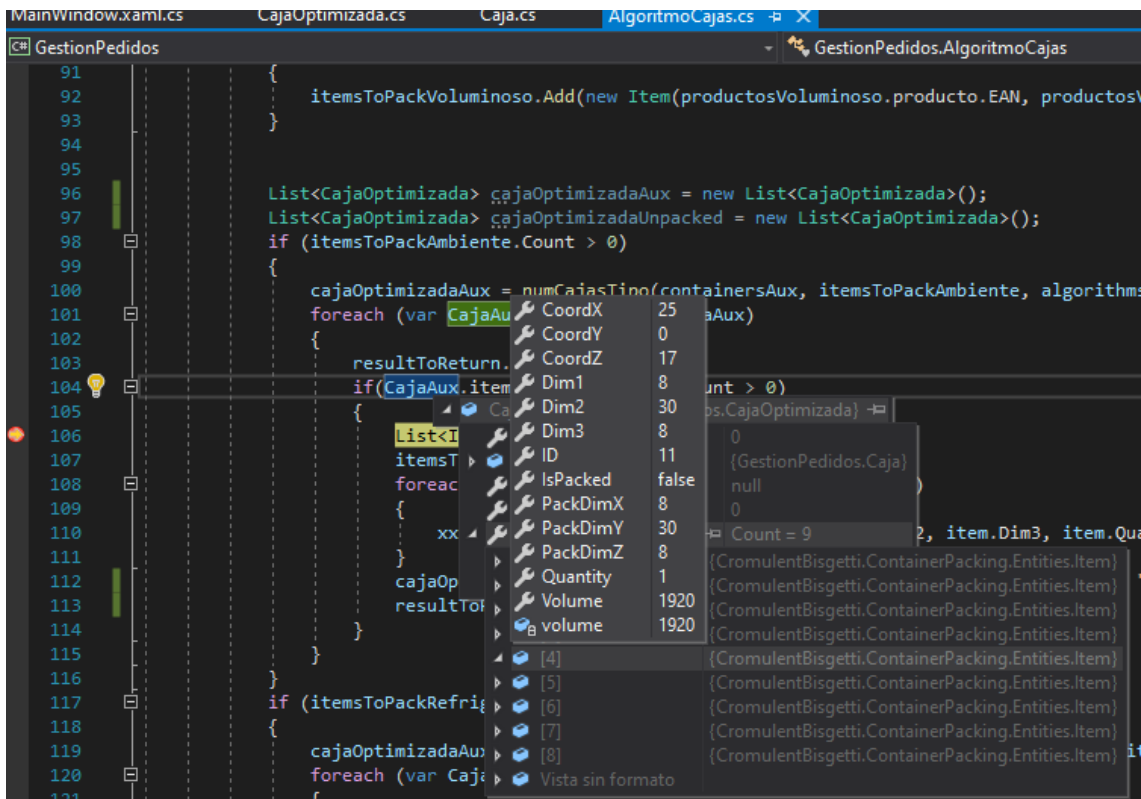 MainWindow.xaml.cs CajaOptimizada.cs Caja.cs AlgoritmoCajas.cs
C# GestionPedidos GestionPedidos.AlgoritmoCajas
91 {
92 itemsToPackVoluminoso.Add(new Item(productosVoluminoso.producto.EAN, productosV
93 }
94
95
96 List<CajaOptimizada> cajaOptimizadaAux = new List<CajaOptimizada>();
97 List<CajaOptimizada> cajaOptimizadaUnpacked = new List<CajaOptimizada>();
98 if (itemsToPackAmbiente.Count > 0)
99 {
100 cajaOptimizadaAux = numCajasTipo(containersAux, itemsToPackAmbiente, algorithms
101 foreach (var CajaAu CoordX 25 aAux)
102 { CoordY 0
103 resultToReturn. CoordZ 17
104 if(CajaAux.item Dim1 8 unt > 0)
105 { Ca Dim2 30 os.CajaOptimizada}
106 List<I Dim3 8 0
107 itemsT ID 11 {GestionPedidos.Caja}
108 foreac IsPacked false null )
109 { PackDimX 8 0
110 xx PackDimY 30 Count = 9 2, item.Dim3, item.Qua
111 } PackDimZ 8 {CromulentBisgetti.ContainerPacking.Entities.Item}
112 cajaOp Quantity 1 {CromulentBisgetti.ContainerPacking.Entities.Item}
113 resultToR Volume 1920 {CromulentBisgetti.ContainerPacking.Entities.Item}
114 } volume 1920 {CromulentBisgetti.ContainerPacking.Entities.Item}
115 } [4] {CromulentBisgetti.ContainerPacking.Entities.Item}
116 } [5] {CromulentBisgetti.ContainerPacking.Entities.Item}
117 if (itemsToPackRefrig [6] {CromulentBisgetti.ContainerPacking.Entities.Item}
118 { [7] {CromulentBisgetti.ContainerPacking.Entities.Item}
119 cajaOptimizadaAux [8] {CromulentBisgetti.ContainerPacking.Entities.Item} it
120 foreach (var Caja Vista sin formato
121 {